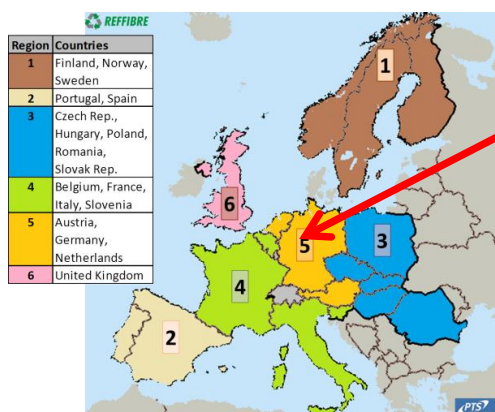 REFFIBRE
Region Countries
1 Finland, Norway,
Sweden
2 Portugal, Spain
3 Czech Rep.,
Hungary, Poland,
Romania,
Slovak Rep.
4 Belgium, France,
Italy, Slovenia
5 Austria,
Germany,
Netherlands
6 United Kingdom
1
6
5
3
4
2
PTS